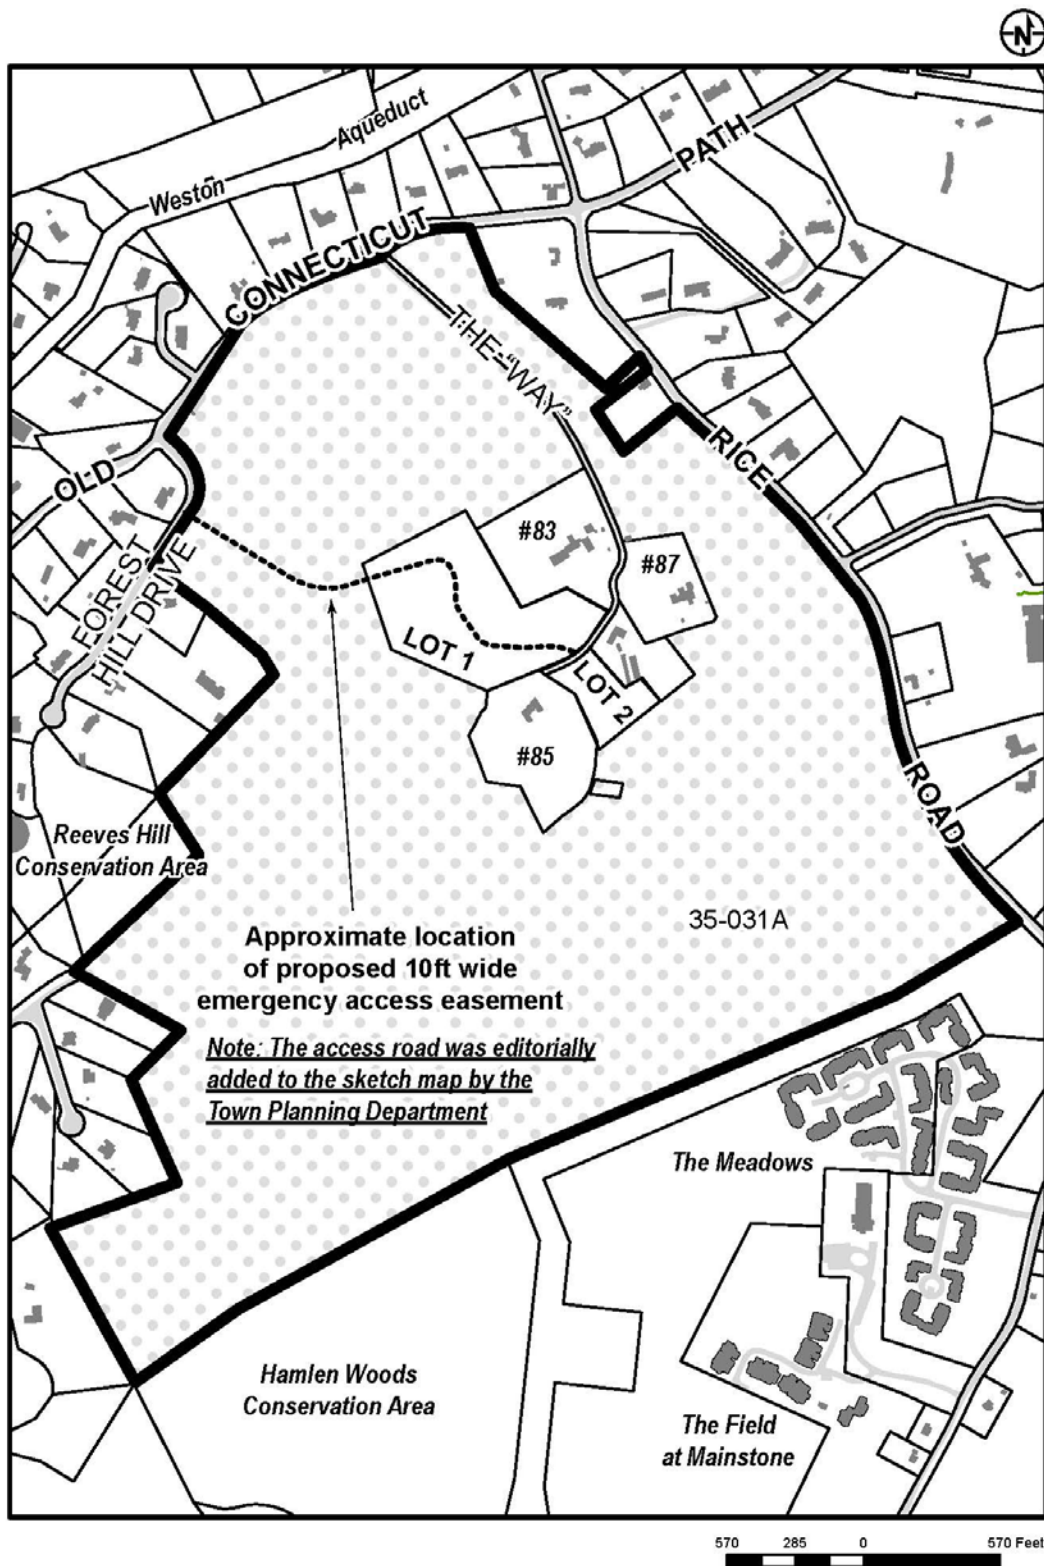 N
Weston Aqueduct
OLD CONNECTICUT PATH
THE "WAY"
RICE ROAD
FOREST
HILL DRIVE
#83
#87
LOT 1
LOT 2
#85
Reeves Hill
Conservation Area
35-031A
Approximate location
of proposed 10ft wide
emergency access easement
Note: The access road was editorially
added to the sketch map by the
Town Planning Department
The Meadows
Hamlen Woods
Conservation Area
The Field
at Mainstone
570 285 0 570 Feet